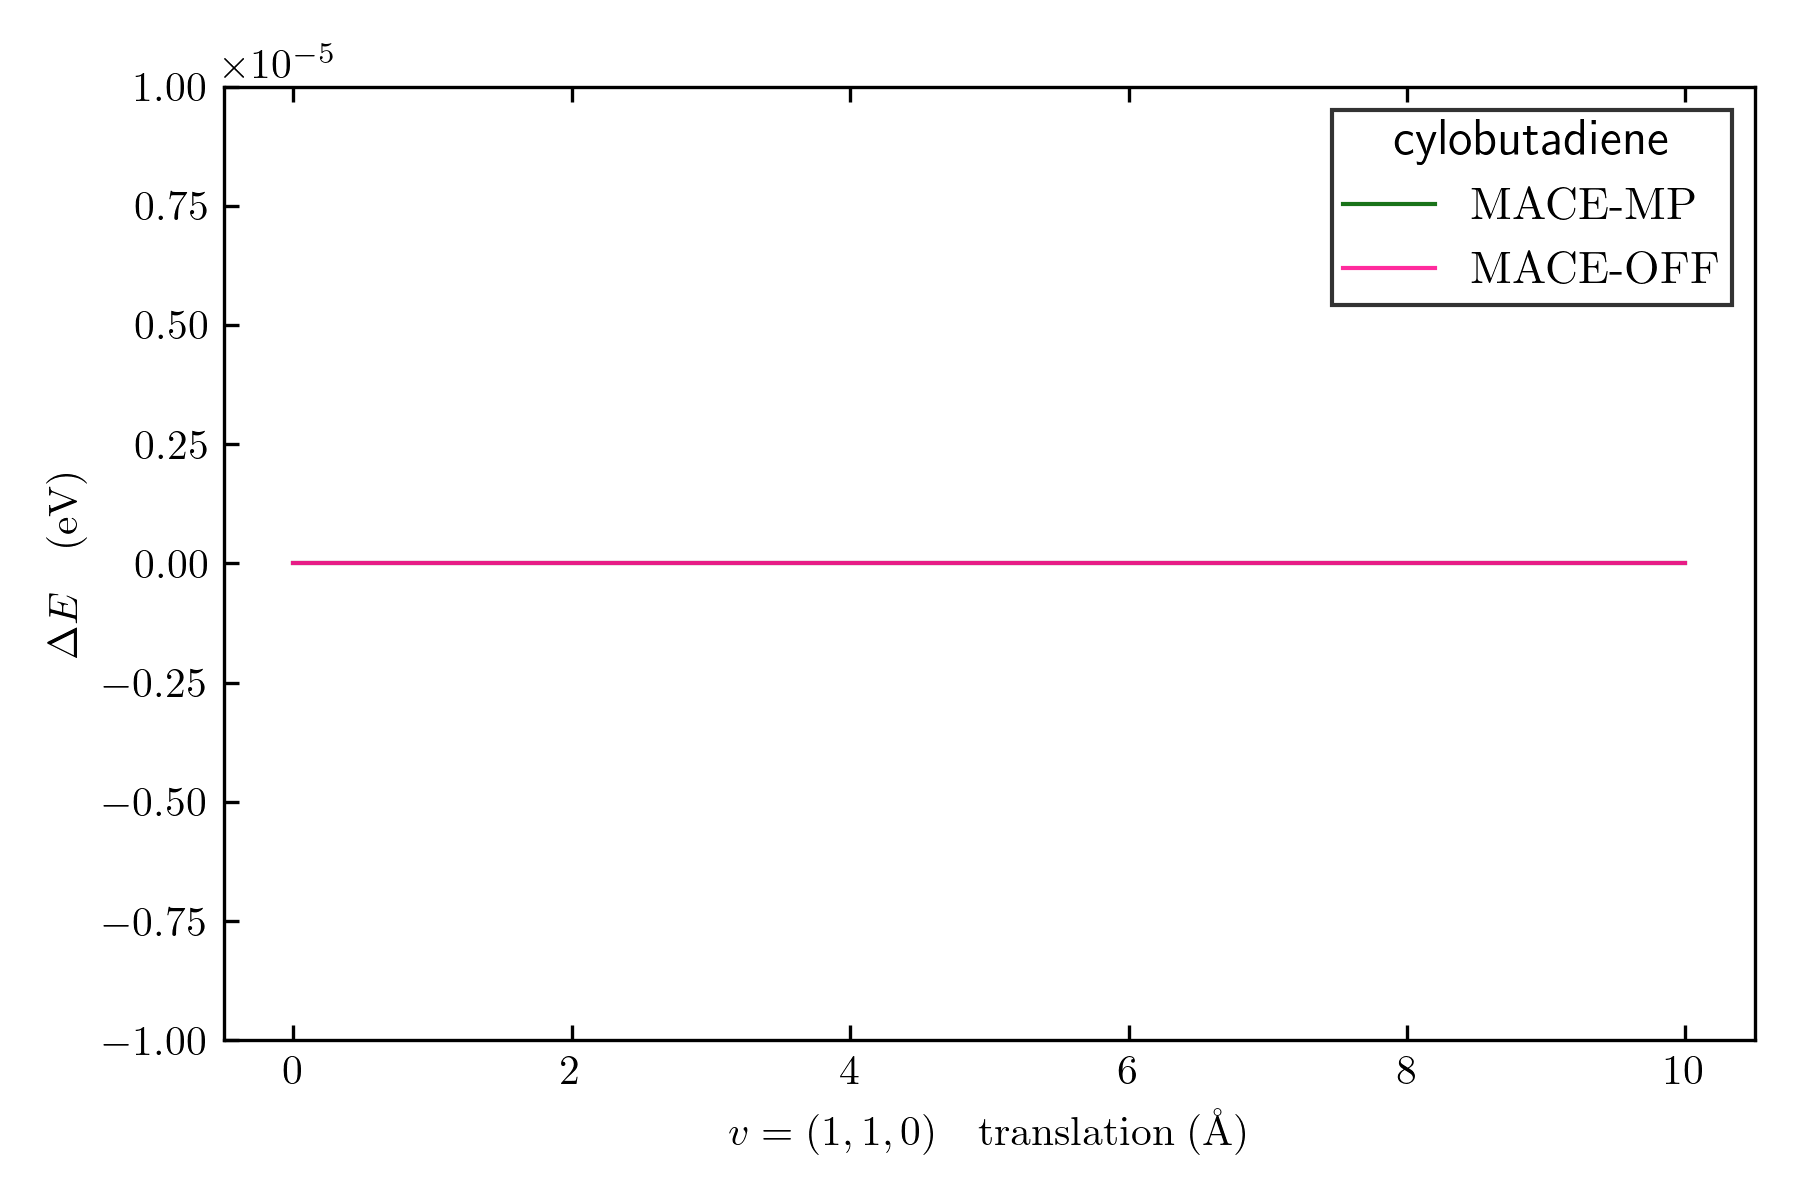 ×10⁻⁵
1.00
0.75
0.50
0.25
0.00
−0.25
−0.50
−0.75
−1.00
ΔE (eV)
cylobutadiene
MACE-MP
MACE-OFF
0 2 4 6 8 10
v = (1, 1, 0) translation (Å)